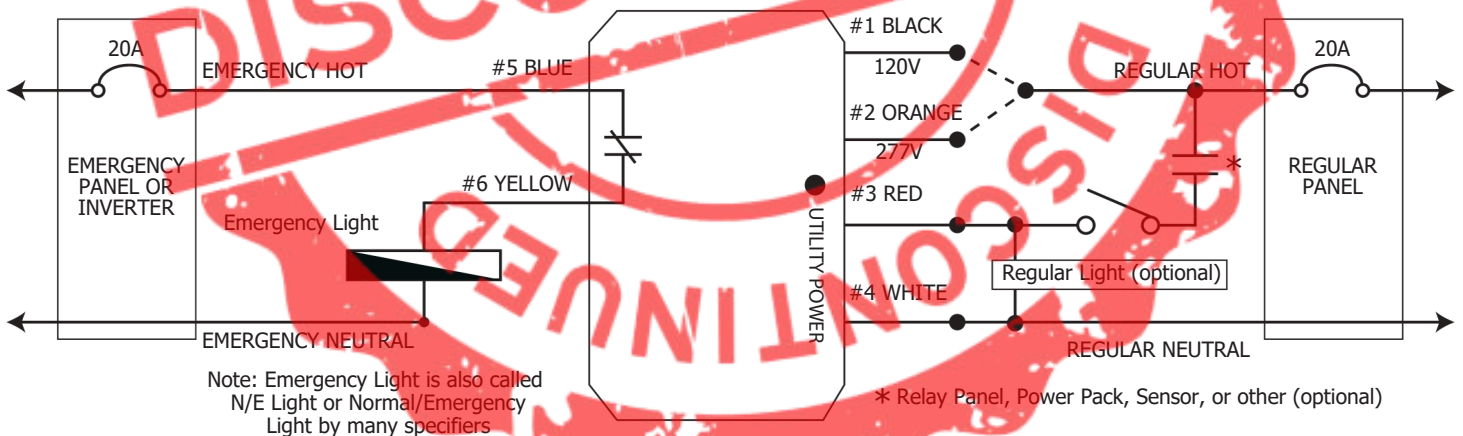 20A
EMERGENCY HOT
#5 BLUE
EMERGENCY
PANEL OR
INVERTER
#6 YELLOW
Emergency Light
EMERGENCY NEUTRAL
Note: Emergency Light is also called
N/E Light or Normal/Emergency
Light by many specifiers
UTILITY POWER
#1 BLACK
120V
#2 ORANGE
277V
#3 RED
#4 WHITE
REGULAR HOT
20A
*
REGULAR
PANEL
Regular Light (optional)
REGULAR NEUTRAL
* Relay Panel, Power Pack, Sensor, or other (optional)
DISCO
DISCONTINUED